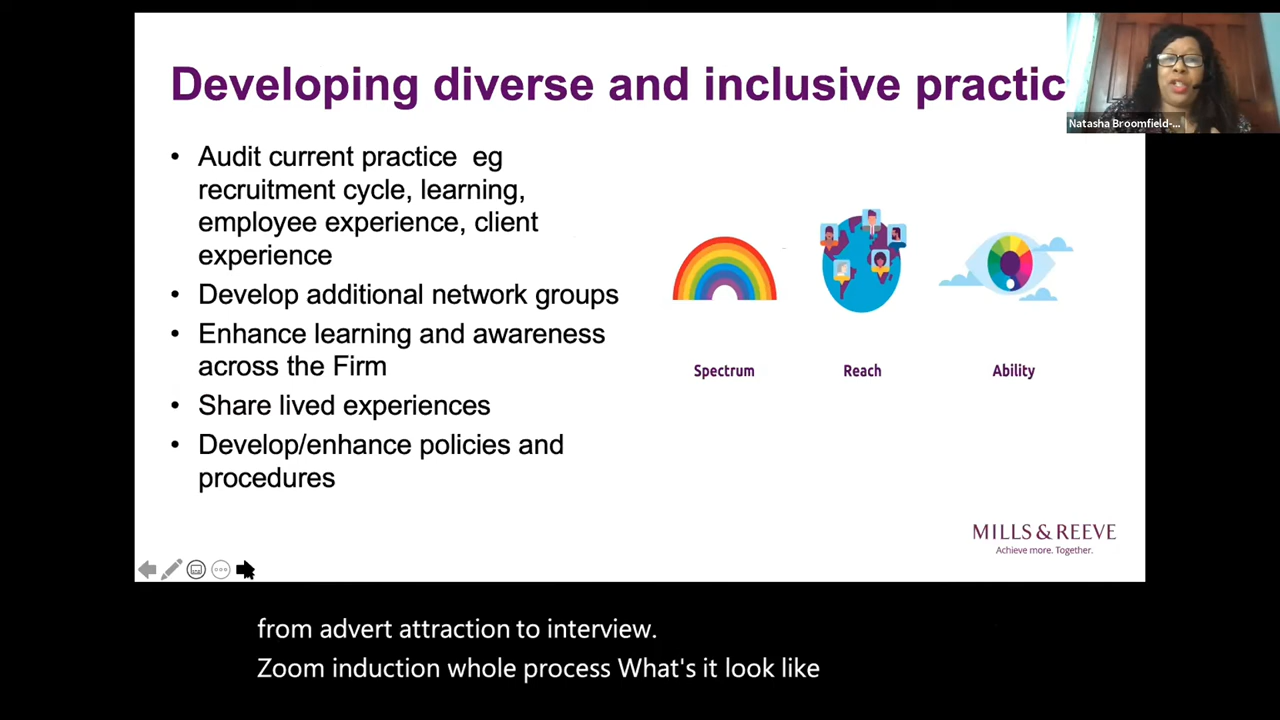 Developing diverse and inclusive practic
Natasha Broomfield-...
• Audit current practice eg
recruitment cycle, learning,
employee experience, client
experience
• Develop additional network groups
• Enhance learning and awareness
across the Firm
• Share lived experiences
• Develop/enhance policies and
procedures
Spectrum
Reach
Ability
MILLS & REEVE
Achieve more. Together.
from advert attraction to interview.
Zoom induction whole process What's it look like